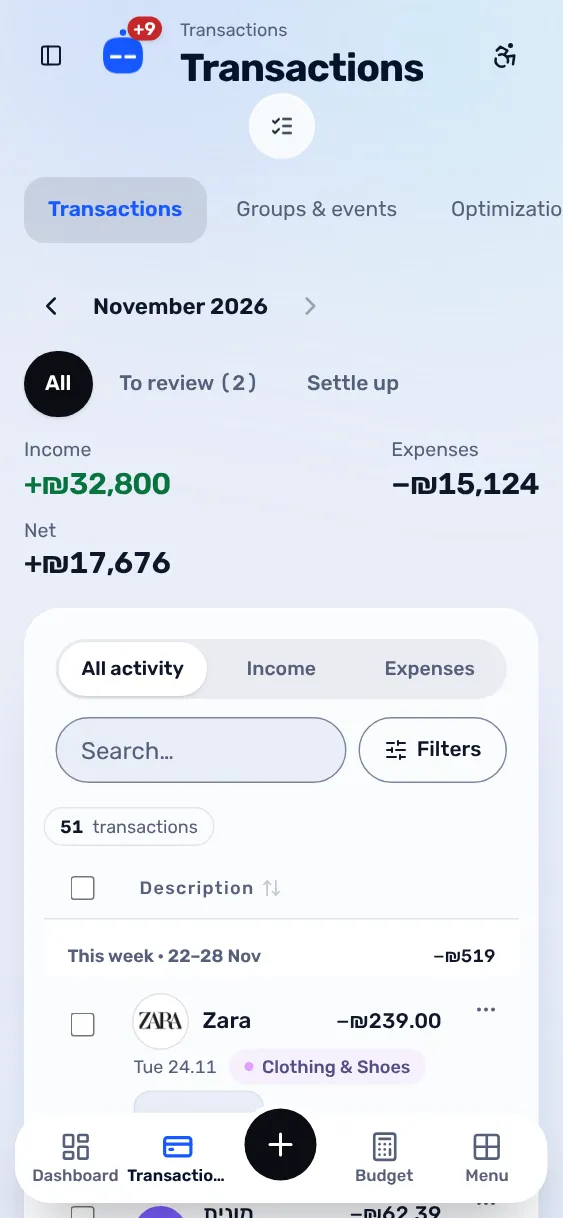 +9
Transactions
Transactions
Transactions Groups & events Optimizatio
November 2026
All To review (2) Settle up
Income Expenses
+₪32,800 −₪15,124
Net
+₪17,676
All activity Income Expenses
Search… Filters
51 transactions
Description
This week • 22–28 Nov −₪519
ZARA Zara −₪239.00
Tue 24.11 Clothing & Shoes
Dashboard Transactio… + Budget Menu
מונית −₪62.39